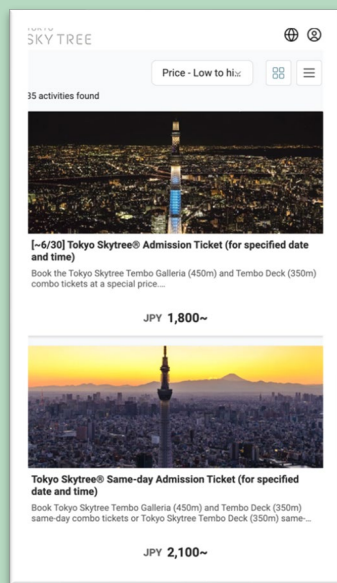 SKY TREE
Price - Low to hi...
35 activities found
[~6/30] Tokyo Skytree® Admission Ticket (for specified date
and time)
Book the Tokyo Skytree Tembo Galleria (450m) and Tembo Deck (350m)
combo tickets at a special price....
JPY 1,800~
Tokyo Skytree® Same-day Admission Ticket (for specified
date and time)
Book Tokyo Skytree Tembo Galleria (450m) and Tembo Deck (350m)
same-day combo tickets or Tokyo Skytree Tembo Deck (350m) same-...
JPY 2,100~